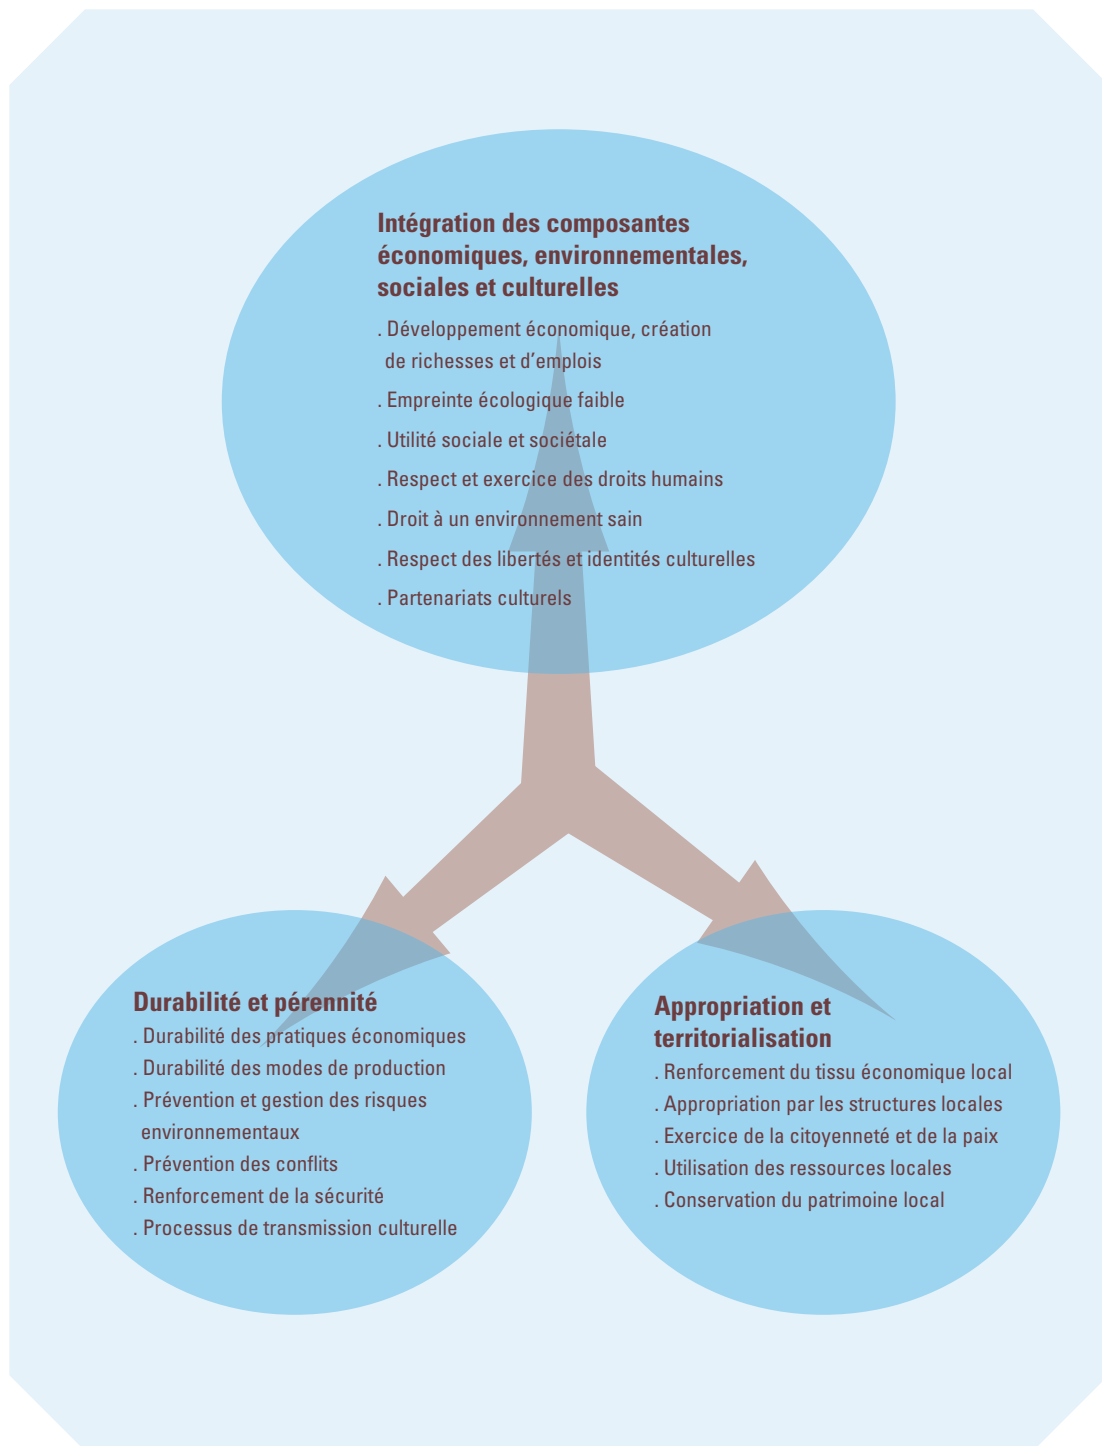 Intégration des composantes
économiques, environnementales,
sociales et culturelles
. Développement économique, création
de richesses et d’emplois
. Empreinte écologique faible
. Utilité sociale et sociétale
. Respect et exercice des droits humains
. Droit à un environnement sain
. Respect des libertés et identités culturelles
. Partenariats culturels
Durabilité et pérennité
. Durabilité des pratiques économiques
. Durabilité des modes de production
. Prévention et gestion des risques
environnementaux
. Prévention des conflits
. Renforcement de la sécurité
. Processus de transmission culturelle
Appropriation et
territorialisation
. Renforcement du tissu économique local
. Appropriation par les structures locales
. Exercice de la citoyenneté et de la paix
. Utilisation des ressources locales
. Conservation du patrimoine local